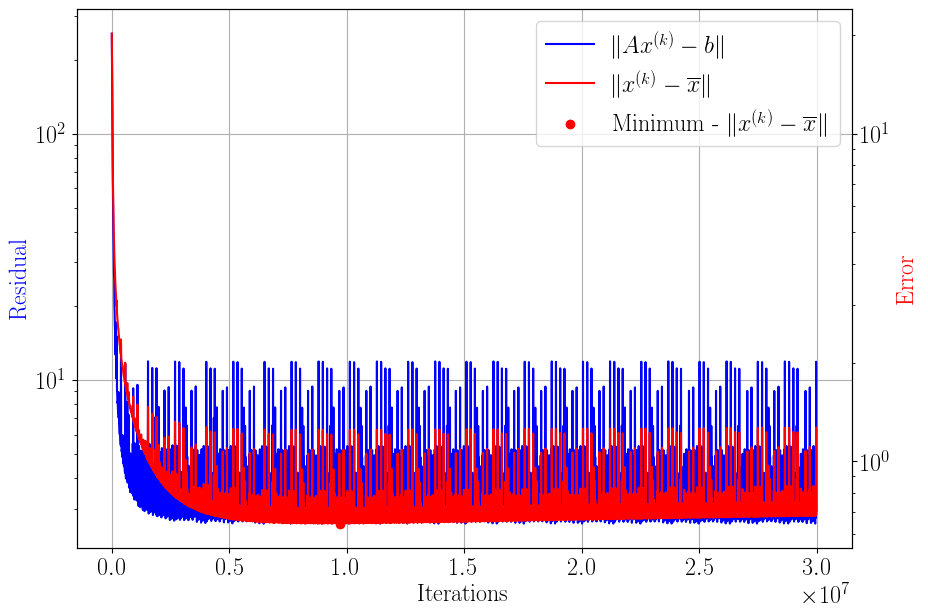 ‖Ax^{(k)} − b‖
‖x^{(k)} − x̅‖
Minimum - ‖x^{(k)} − x̅‖
10^2
10^1
Residual
10^1
10^0
Error
0.0 0.5 1.0 1.5 2.0 2.5 3.0
Iterations
×10^7